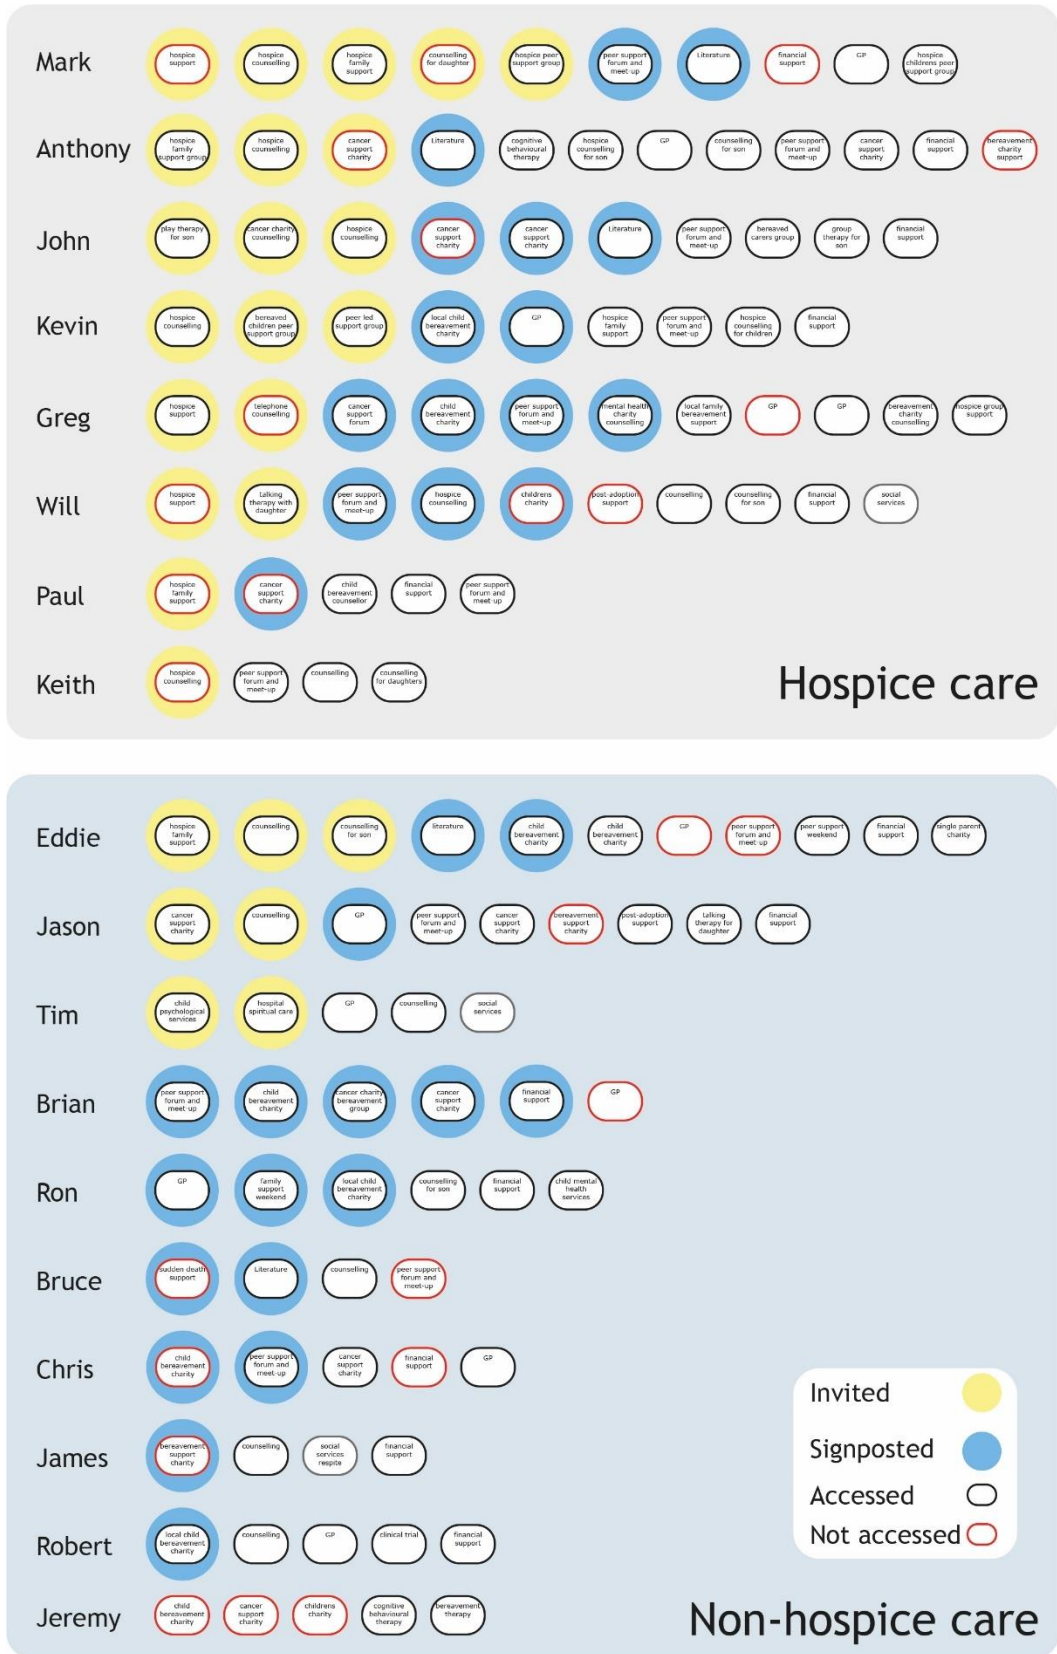 Mark
hospice
support
hospice
counselling
hospice
family
support
counselling
for daughter
hospice peer
support group
peer support
forum and
meet-up
Literature
financial
support
GP
hospice
childrens peer
support group
Anthony
hospice
family
support group
hospice
counselling
cancer
support
charity
Literature
cognitive
behavioural
therapy
hospice
counselling
for son
GP
counselling
for son
peer support
forum and
meet-up
cancer
support
charity
financial
support
bereavement
charity
support
John
play therapy
for son
cancer charity
counselling
hospice
counselling
cancer
support
charity
cancer
support
charity
Literature
peer support
forum and
meet-up
bereaved
carers group
group
therapy for
son
financial
support
Kevin
hospice
counselling
bereaved
children peer
support group
peer led
support group
local child
bereavement
charity
GP
hospice
family
support
peer support
forum and
meet-up
hospice
counselling
for children
financial
support
Greg
hospice
support
telephone
counselling
cancer
support
forum
child
bereavement
charity
peer support
forum and
meet-up
mental health
charity
counselling
local family
bereavement
support
GP
GP
bereavement
charity
counselling
hospice group
support
Will
hospice
support
talking
therapy with
daughter
peer support
forum and
meet-up
hospice
counselling
childrens
charity
post-adoption
support
counselling
counselling
for son
financial
support
social
services
Paul
hospice
family
support
cancer
support
charity
child
bereavement
counsellor
financial
support
peer support
forum and
meet-up
Keith
hospice
counselling
peer support
forum and
meet-up
counselling
counselling
for daughters
Hospice care
Eddie
hospice
family
support
counselling
counselling
for son
literature
child
bereavement
charity
child
bereavement
charity
GP
peer support
forum and
meet up
peer support
weekend
financial
support
single parent
charity
Jason
cancer
support
charity
counselling
GP
peer support
forum and
meet-up
cancer
support
charity
bereavement
support
charity
post-adoption
support
talking
therapy for
daughter
financial
support
Tim
child
psychological
services
hospital
spiritual care
GP
counselling
social
services
Brian
peer support
forum and
meet up
child
bereavement
charity
cancer charity
bereavement
group
cancer
support
charity
financial
support
GP
Ron
GP
family
support
weekend
local child
bereavement
charity
counselling
for son
financial
support
child mental
health
services
Bruce
sudden death
support
Literature
counselling
peer support
forum and
meet-up
Chris
child
bereavement
charity
peer support
forum and
meet-up
cancer
support
charity
financial
support
GP
James
bereavement
support
charity
counselling
social
services
respite
financial
support
Robert
local child
bereavement
charity
counselling
GP
clinical trial
financial
support
Jeremy
child
bereavement
charity
cancer
support
charity
childrens
charity
cognitive
behavioural
therapy
bereavement
therapy
Invited
Signposted
Accessed
Not accessed
Non-hospice care